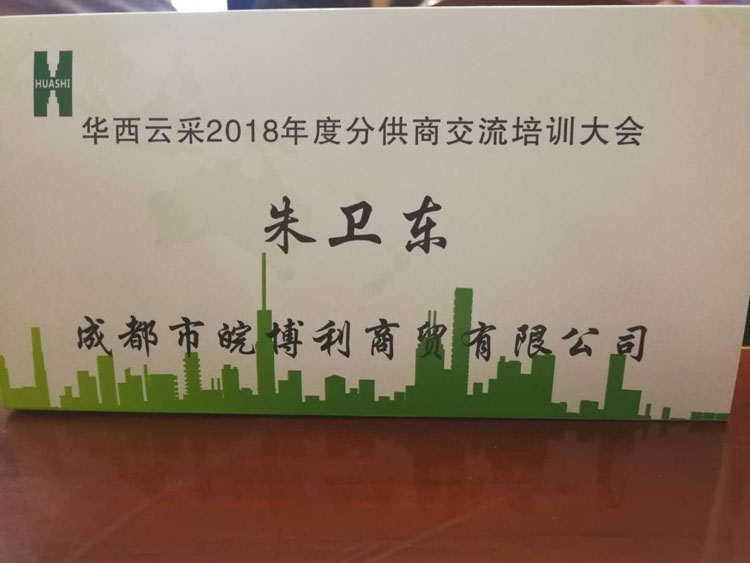 HUASHI
华西云采2018年度分供商交流培训大会
朱卫东
成都市皖博利商贸有限公司